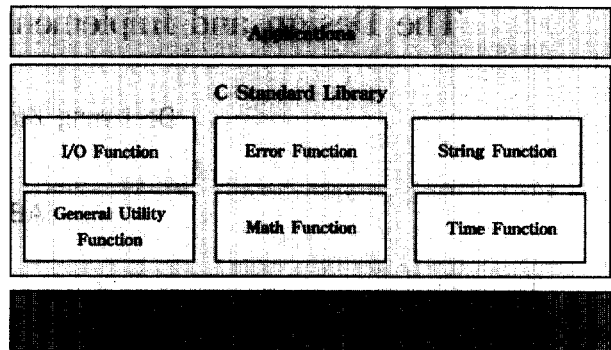 Applications
C Standard Library
I/O Function
Error Function
String Function
General Utility
Function
Math Function
Time Function